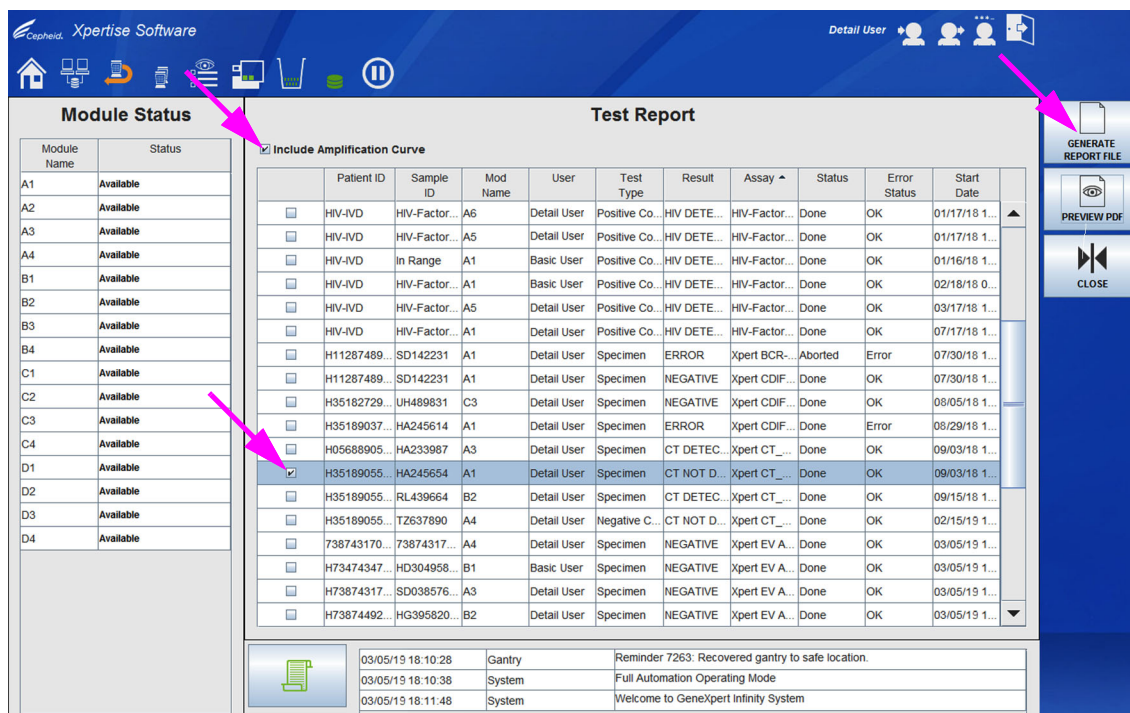 Cepheid. Xpertise Software
Detail User
Module Status
Module Name Status
A1 Available
A2 Available
A3 Available
A4 Available
B1 Available
B2 Available
B3 Available
B4 Available
C1 Available
C2 Available
C3 Available
C4 Available
D1 Available
D2 Available
D3 Available
D4 Available
Test Report
Include Amplification Curve
Patient ID Sample ID Mod Name User Test Type Result Assay Status Error Status Start Date
HIV-IVD HIV-Factor... A6 Detail User Positive Co... HIV DETE... HIV-Factor... Done OK 01/17/18 1...
HIV-IVD HIV-Factor... A5 Detail User Positive Co... HIV DETE... HIV-Factor... Done OK 01/17/18 1...
HIV-IVD In Range A1 Basic User Positive Co... HIV DETE... HIV-Factor... Done OK 01/16/18 1...
HIV-IVD HIV-Factor... A1 Basic User Positive Co... HIV DETE... HIV-Factor... Done OK 02/18/18 0...
HIV-IVD HIV-Factor... A5 Detail User Positive Co... HIV DETE... HIV-Factor... Done OK 03/17/18 1...
HIV-IVD HIV-Factor... A1 Detail User Positive Co... HIV DETE... HIV-Factor... Done OK 07/17/18 1...
H11287489... SD142231 A1 Detail User Specimen ERROR Xpert BCR-... Aborted Error 07/30/18 1...
H11287489... SD142231 A1 Detail User Specimen NEGATIVE Xpert CDIF... Done OK 07/30/18 1...
H35182729... UH489831 C3 Detail User Specimen NEGATIVE Xpert CDIF... Done OK 08/05/18 1...
H35189037... HA245614 A1 Detail User Specimen ERROR Xpert CDIF... Done Error 08/29/18 1...
H05688905... HA233987 A3 Detail User Specimen CT DETEC... Xpert CT_... Done OK 09/03/18 1...
H35189055... HA245654 A1 Detail User Specimen CT NOT D... Xpert CT_... Done OK 09/03/18 1...
H35189055... RL439664 B2 Detail User Specimen CT DETEC... Xpert CT_... Done OK 09/15/18 1...
H35189055... TZ637890 A4 Detail User Negative C... CT NOT D... Xpert CT_... Done OK 02/15/19 1...
738743170... 73874317... A4 Detail User Specimen NEGATIVE Xpert EV A... Done OK 03/05/19 1...
H73474347... HD304958... B1 Basic User Specimen NEGATIVE Xpert EV A... Done OK 03/05/19 1...
H73874317... SD038576... A3 Detail User Specimen NEGATIVE Xpert EV A... Done OK 03/05/19 1...
H73874492... HG395820... B2 Detail User Specimen NEGATIVE Xpert EV A... Done OK 03/05/19 1...
GENERATE
REPORT FILE
PREVIEW PDF
CLOSE
03/05/19 18:10:28 Gantry Reminder 7263: Recovered gantry to safe location.
03/05/19 18:10:38 System Full Automation Operating Mode
03/05/19 18:11:48 System Welcome to GeneXpert Infinity System